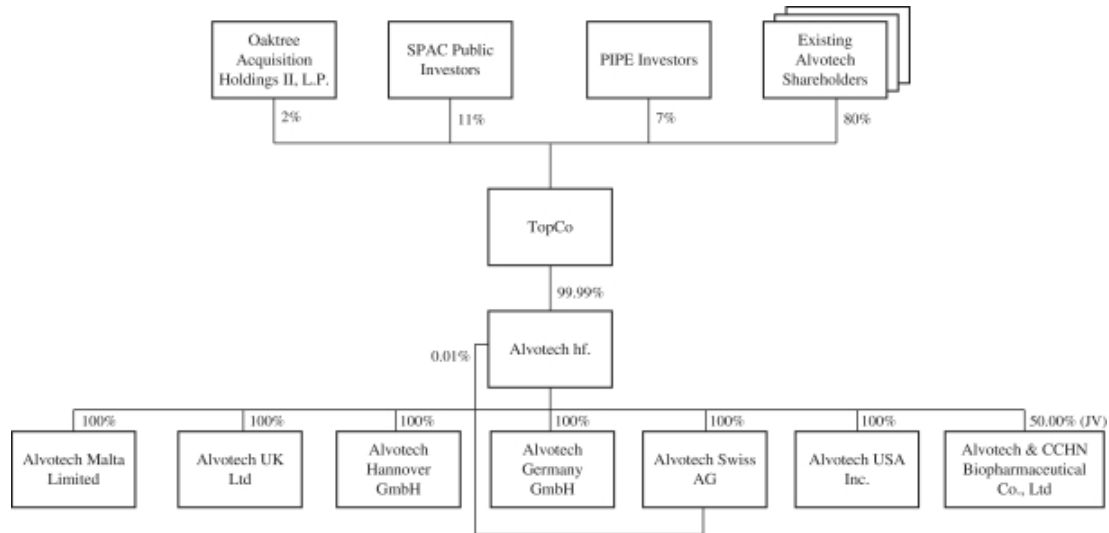 Oaktree
Acquisition
Holdings II, L.P.
SPAC Public
Investors
PIPE Investors
Existing
Alvotech
Shareholders
2%
11%
7%
80%
TopCo
99.99%
Alvotech hf.
0.01%
100%
100%
100%
100%
100%
100%
50.00% (JV)
Alvotech Malta
Limited
Alvotech UK
Ltd
Alvotech
Hannover
GmbH
Alvotech
Germany
GmbH
Alvotech Swiss
AG
Alvotech USA
Inc.
Alvotech & CCHN
Biopharmaceutical
Co., Ltd